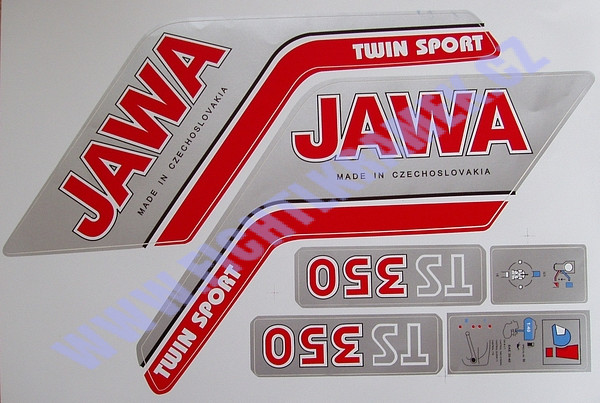 TWIN SPORT
JAWA
MADE IN CZECHOSLOVAKIA
JAWA
MADE IN CZECHOSLOVAKIA
TWIN SPORT
TS 350
TS 350